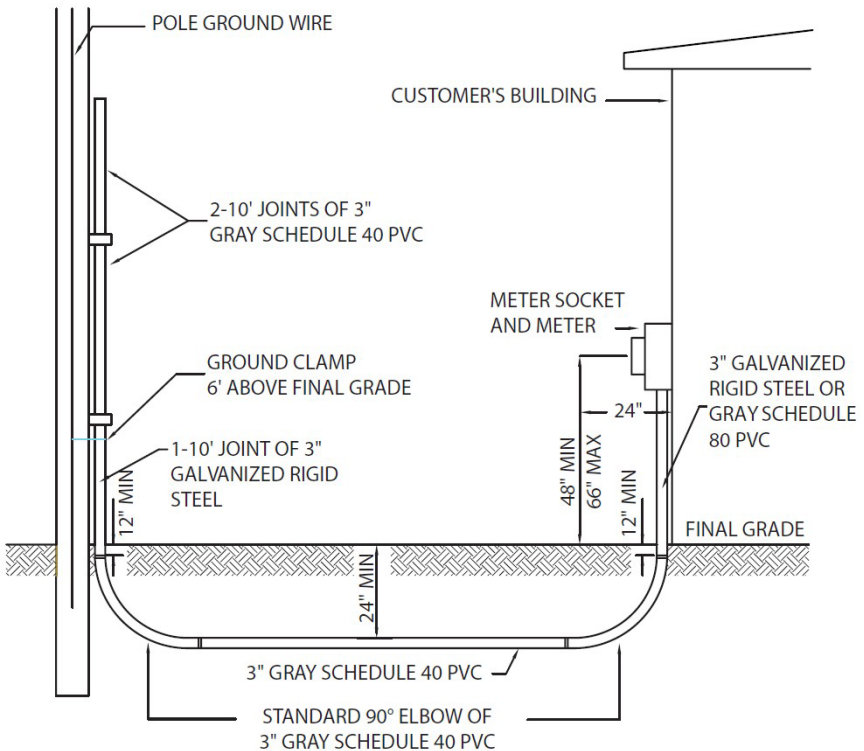 POLE GROUND WIRE
CUSTOMER'S BUILDING
2-10' JOINTS OF 3"
GRAY SCHEDULE 40 PVC
METER SOCKET
AND METER
GROUND CLAMP
6' ABOVE FINAL GRADE
3" GALVANIZED
RIGID STEEL OR
GRAY SCHEDULE
80 PVC
24"
1-10' JOINT OF 3"
GALVANIZED RIGID
STEEL
12" MIN
48" MIN
66" MAX
12" MIN
FINAL GRADE
24" MIN
3" GRAY SCHEDULE 40 PVC
STANDARD 90° ELBOW OF
3" GRAY SCHEDULE 40 PVC